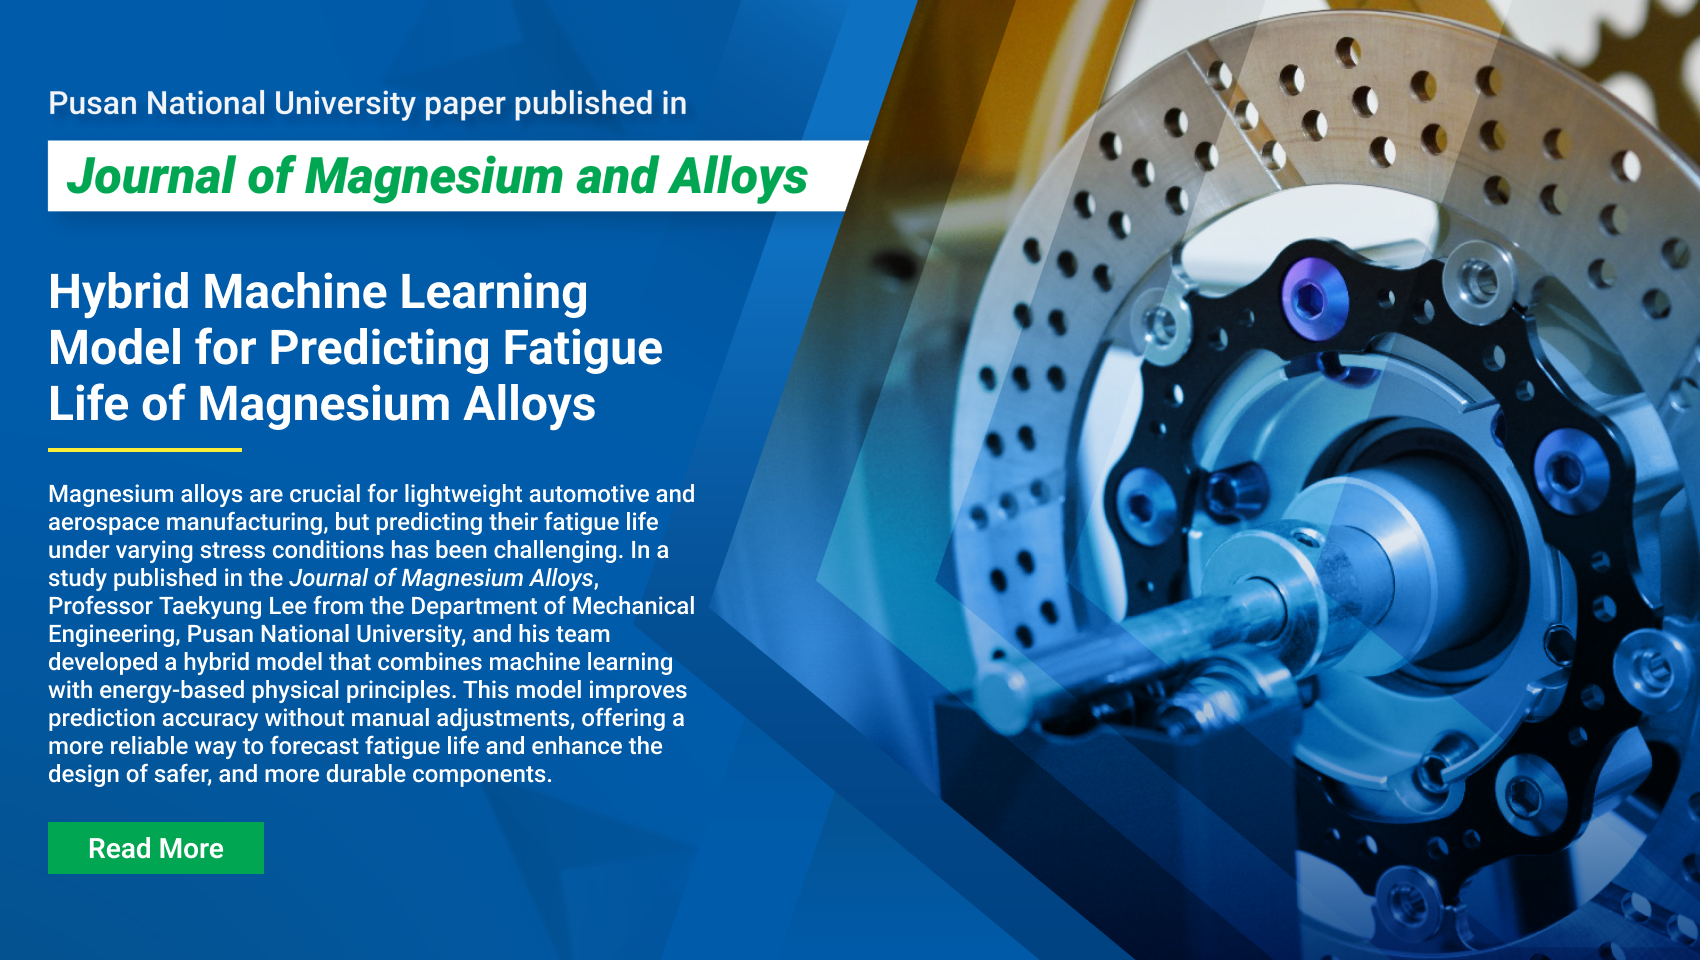 Pusan National University paper published in
Journal of Magnesium and Alloys
Hybrid Machine Learning
Model for Predicting Fatigue
Life of Magnesium Alloys
Magnesium alloys are crucial for lightweight automotive and
aerospace manufacturing, but predicting their fatigue life
under varying stress conditions has been challenging. In a
study published in the Journal of Magnesium Alloys,
Professor Taekyung Lee from the Department of Mechanical
Engineering, Pusan National University, and his team
developed a hybrid model that combines machine learning
with energy-based physical principles. This model improves
prediction accuracy without manual adjustments, offering a
more reliable way to forecast fatigue life and enhance the
design of safer, and more durable components.
Read More